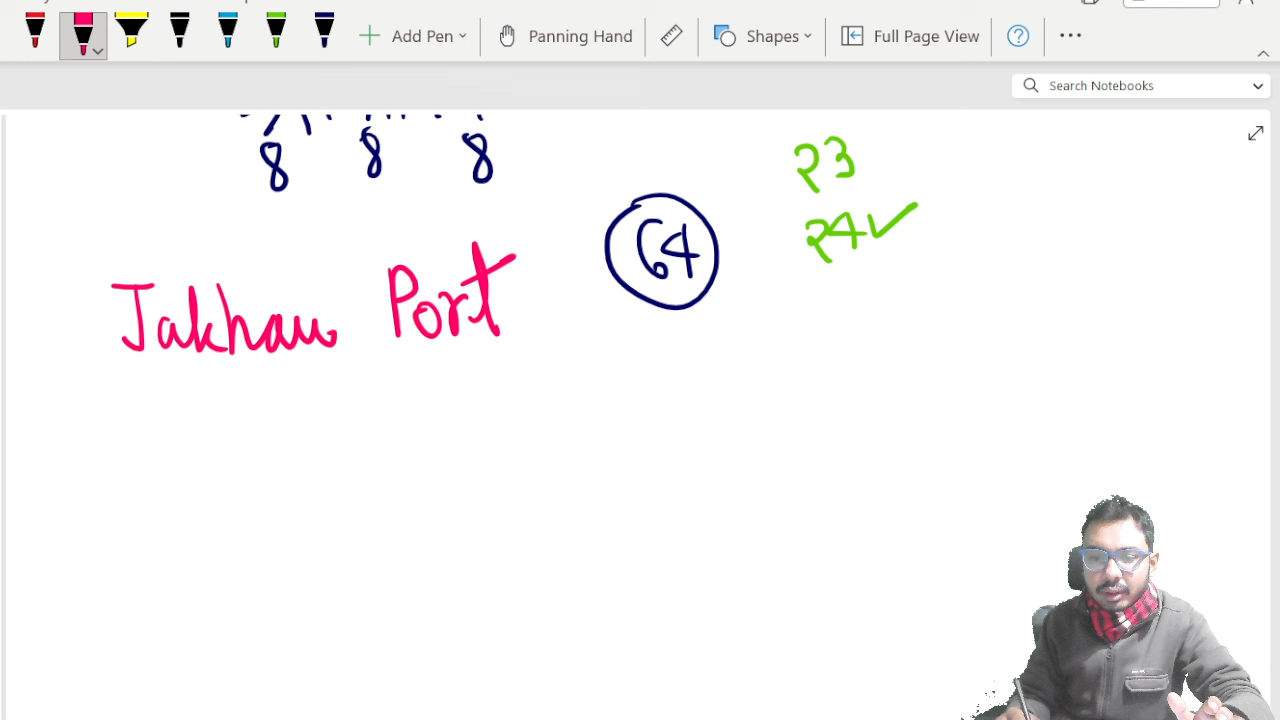 Add Pen
Panning Hand
Shapes
Full Page View
Search Notebooks
8 8 8
23
24✓
64
Jakhau Port